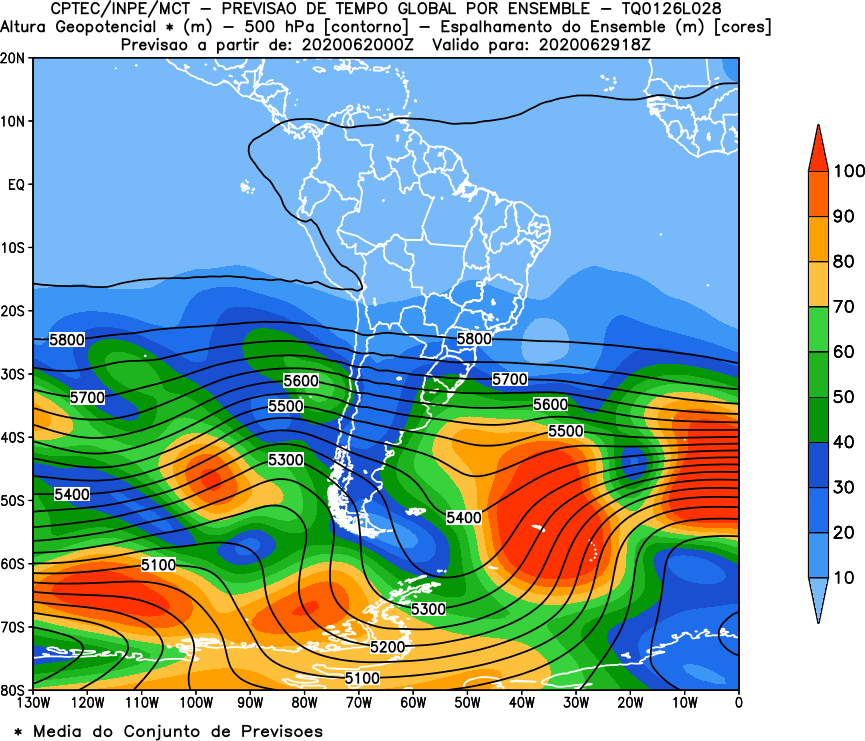 CPTEC/INPE/MCT − PREVISAO DE TEMPO GLOBAL POR ENSEMBLE − TQ0126L028
Altura Geopotencial * (m) − 500 hPa [contorno] − Espalhamento do Ensemble (m) [cores]
Previsao a partir de: 2020062000Z Valido para: 2020062918Z
20N
10N
EQ
10S
20S
30S
40S
50S
60S
70S
80S
5800
5800
5600
5700
5700
5500
5600
5500
5300
5400
5400
5100
5300
5200
5100
130W 120W 110W 100W 90W 80W 70W 60W 50W 40W 30W 20W 10W 0
100
90
80
70
60
50
40
30
20
10
* Media do Conjunto de Previsoes